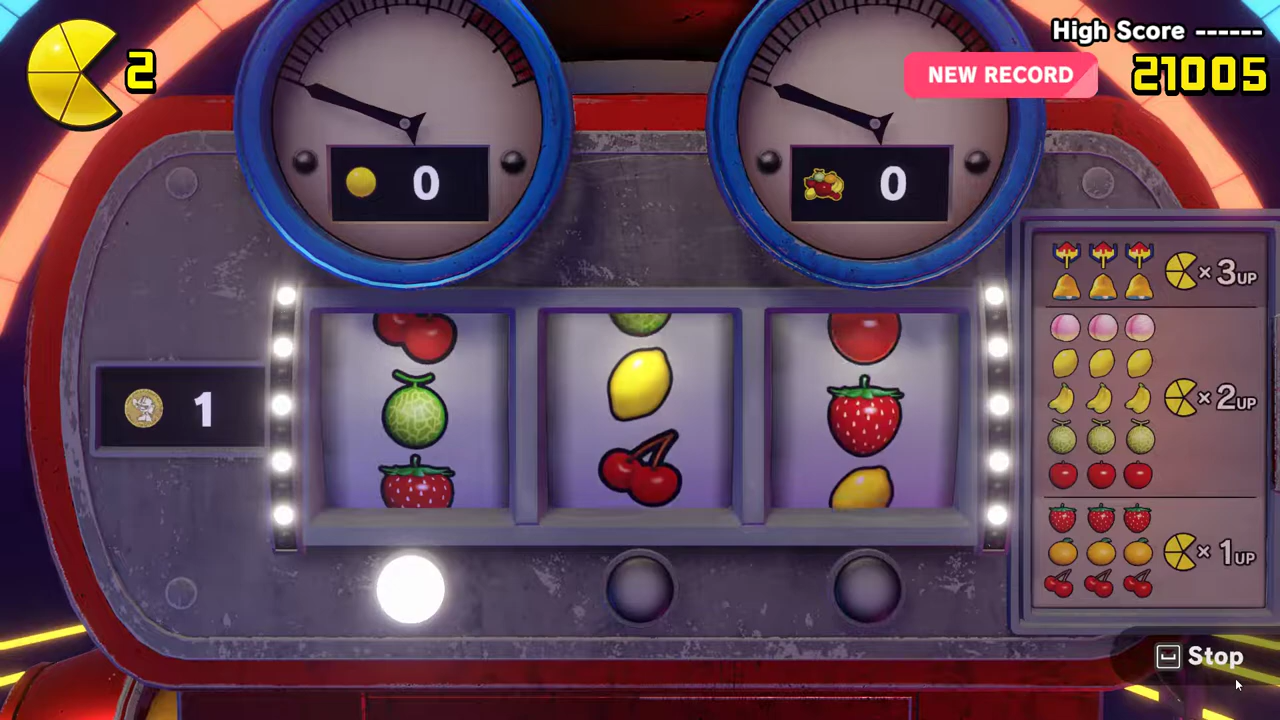 High Score ------
2
NEW RECORD
21005
0
0
× 3UP
1
× 2UP
× 1UP
Stop